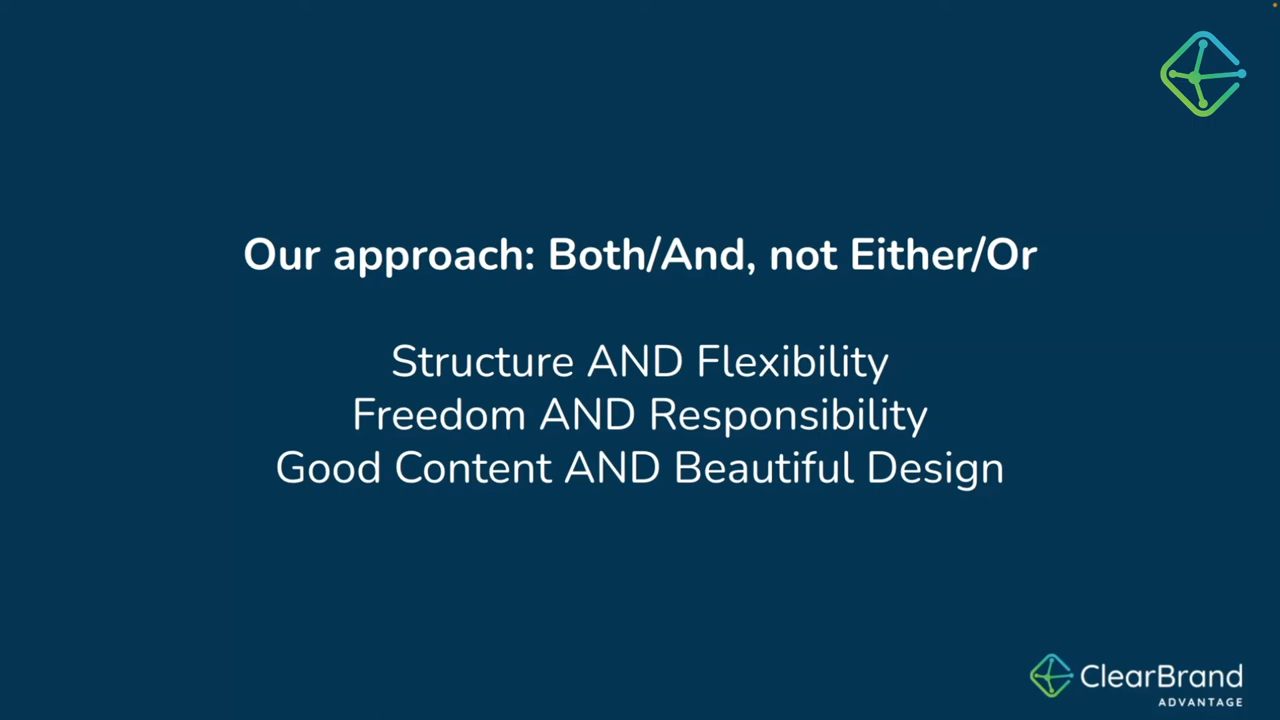 Our approach: Both/And, not Either/Or
Structure AND Flexibility
Freedom AND Responsibility
Good Content AND Beautiful Design
ClearBrand
ADVANTAGE